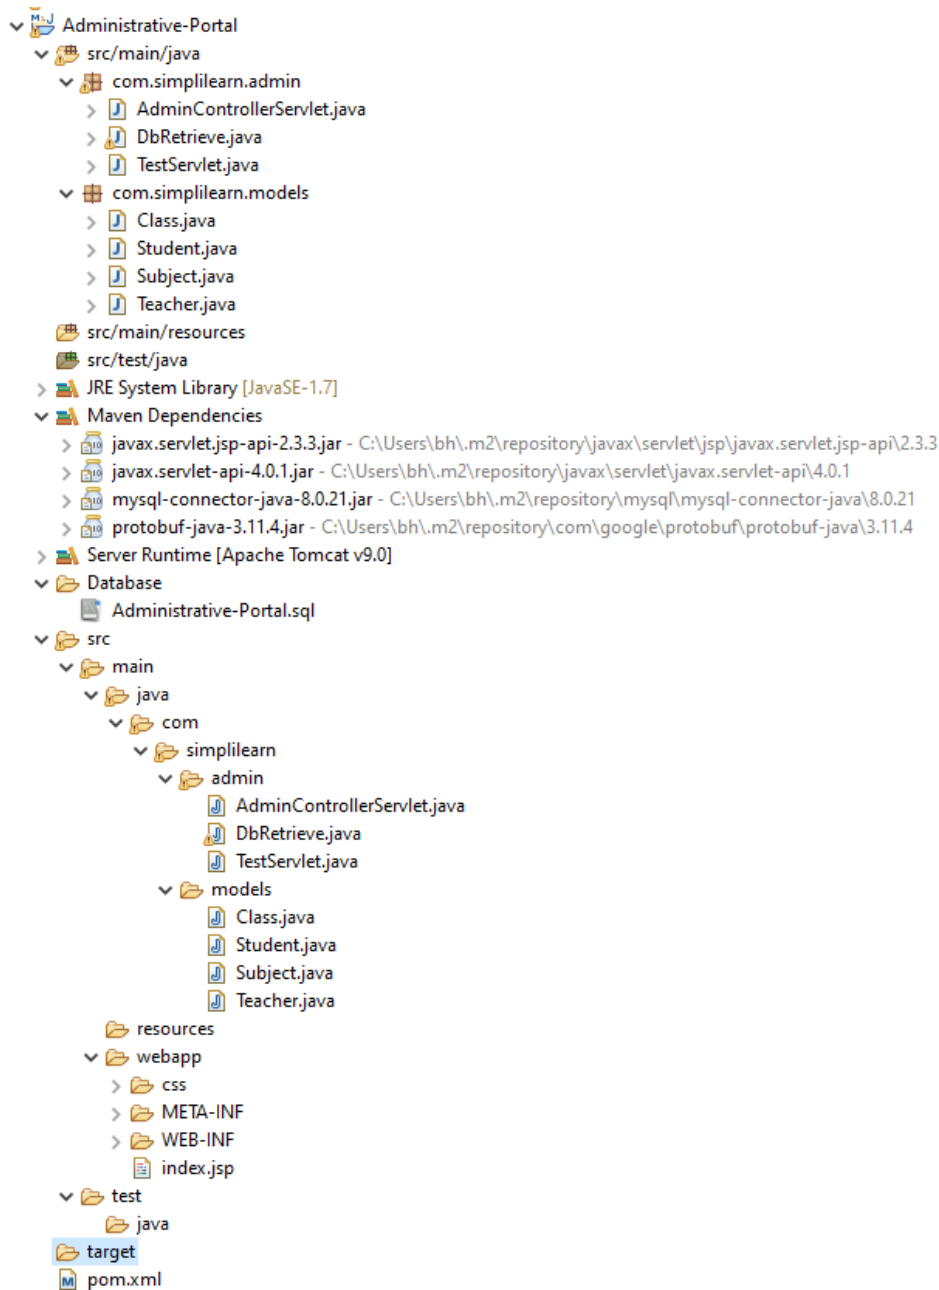 Administrative-Portal
src/main/java
com.simplilearn.admin
AdminControllerServlet.java
DbRetrieve.java
TestServlet.java
com.simplilearn.models
Class.java
Student.java
Subject.java
Teacher.java
src/main/resources
src/test/java
JRE System Library [JavaSE-1.7]
Maven Dependencies
javax.servlet.jsp-api-2.3.3.jar - C:\Users\bh\.m2\repository\javax\servlet\jsp\javax.servlet.jsp-api\2.3.3
javax.servlet-api-4.0.1.jar - C:\Users\bh\.m2\repository\javax\servlet\javax.servlet-api\4.0.1
mysql-connector-java-8.0.21.jar - C:\Users\bh\.m2\repository\mysql\mysql-connector-java\8.0.21
protobuf-java-3.11.4.jar - C:\Users\bh\.m2\repository\com\google\protobuf\protobuf-java\3.11.4
Server Runtime [Apache Tomcat v9.0]
Database
Administrative-Portal.sql
src
main
java
com
simplilearn
admin
AdminControllerServlet.java
DbRetrieve.java
TestServlet.java
models
Class.java
Student.java
Subject.java
Teacher.java
resources
webapp
css
META-INF
WEB-INF
index.jsp
test
java
target
pom.xml